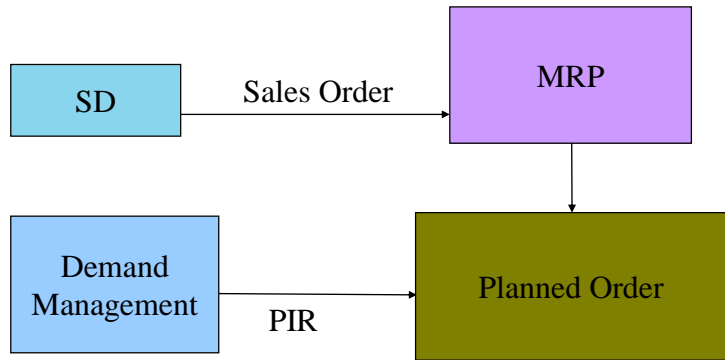 SD
Sales Order
MRP
Demand
Management
PIR
Planned Order